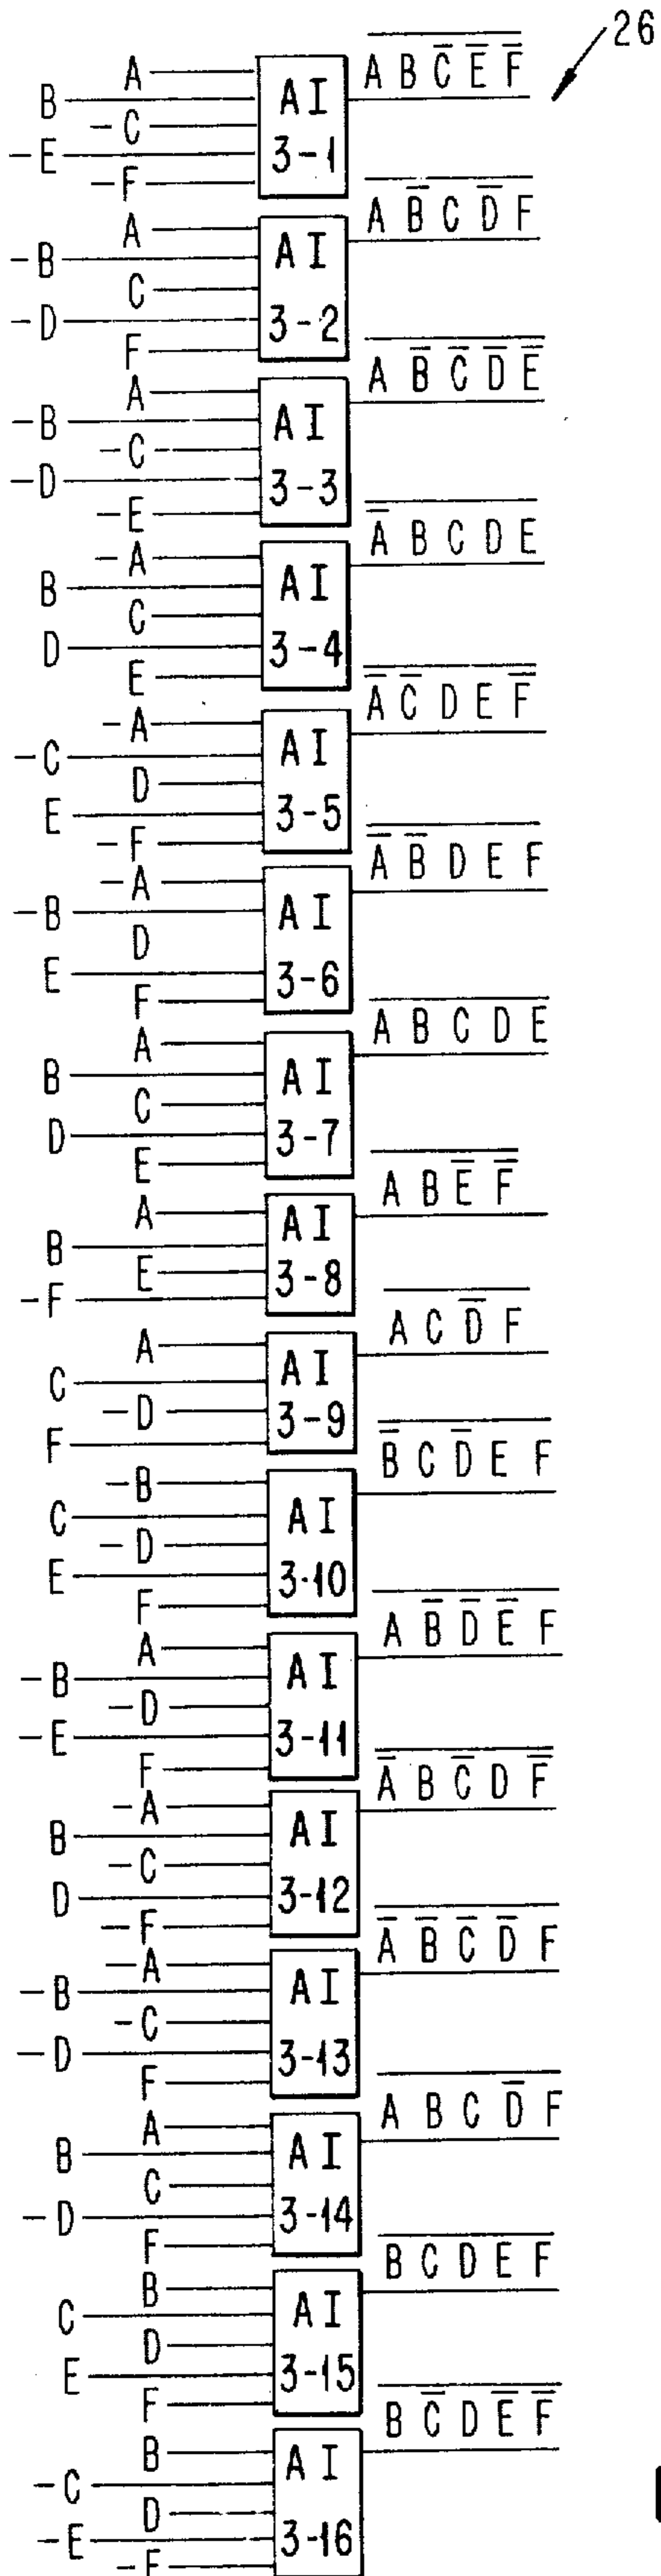 26
A
B
-C
-E
-F
AI
3-1
A B C̅ E̅ F̅
A
-B
C
-D
F
AI
3-2
A B̅ C D̅ F
A
-B
-C
-D
-E
AI
3-3
A B̅ C̅ D̅ E̅
-A
B
C
D
E
AI
3-4
A̅ B C D E
-A
-C
D
E
-F
AI
3-5
A̅ C̅ D E F̅
-A
-B
D
E
F
AI
3-6
A̅ B̅ D E F
A
B
C
D
E
AI
3-7
A B C D E
A
B
E
-F
AI
3-8
A B E̅ F̅
A
C
-D
F
AI
3-9
A C D̅ F
-B
C
-D
E
F
AI
3-10
B̅ C D̅ E F
A
-B
-D
-E
F
AI
3-11
A B̅ D̅ E̅ F
-A
B
-C
D
-F
AI
3-12
A̅ B C̅ D F̅
-A
-B
-C
-D
F
AI
3-13
A̅ B̅ C̅ D̅ F
A
B
C
-D
F
AI
3-14
A B C D̅ F
B
C
D
E
F
AI
3-15
B C D E F
B
-C
D
-E
-F
AI
3-16
B C̅ D E̅ F̅